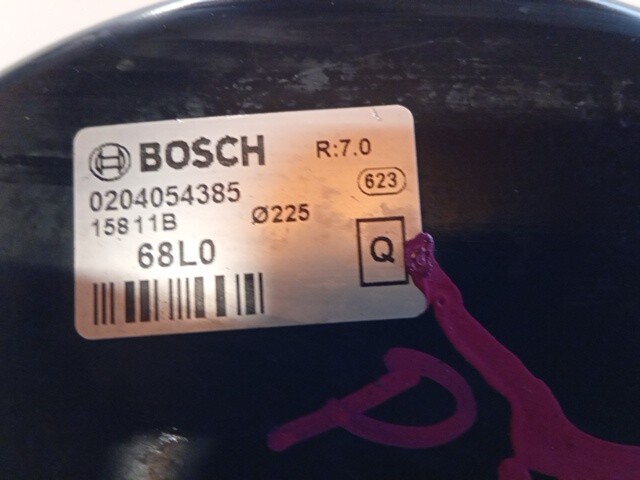 BOSCH R:7.0
0204054385 623
15811B Ø225
68L0 Q
P